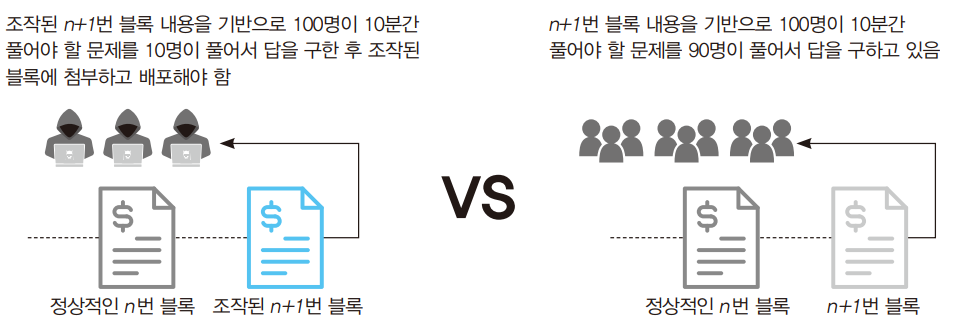 조작된 n+1번 블록 내용을 기반으로 100명이 10분간
풀어야 할 문제를 10명이 풀어서 답을 구한 후 조작된
블록에 첨부하고 배포해야 함
n+1번 블록 내용을 기반으로 100명이 10분간
풀어야 할 문제를 90명이 풀어서 답을 구하고 있음
VS
$
$
$
$
정상적인 n번 블록
조작된 n+1번 블록
정상적인 n번 블록
n+1번 블록